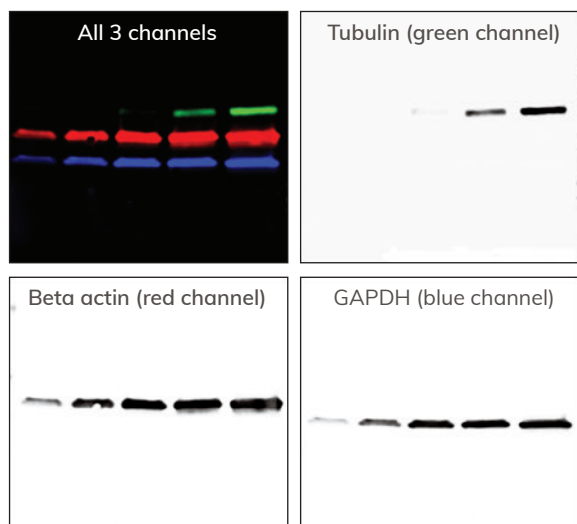 All 3 channels
Tubulin (green channel)
Beta actin (red channel)
GAPDH (blue channel)